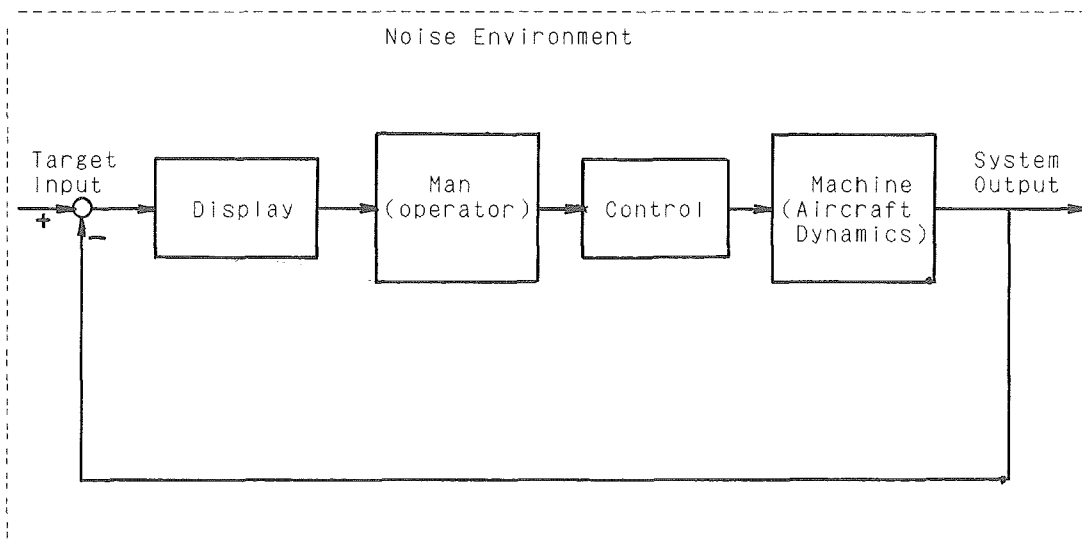 Noise Environment
Target
Input
+
−
Display
Man
(operator)
Control
Machine
(Aircraft
Dynamics)
System
Output